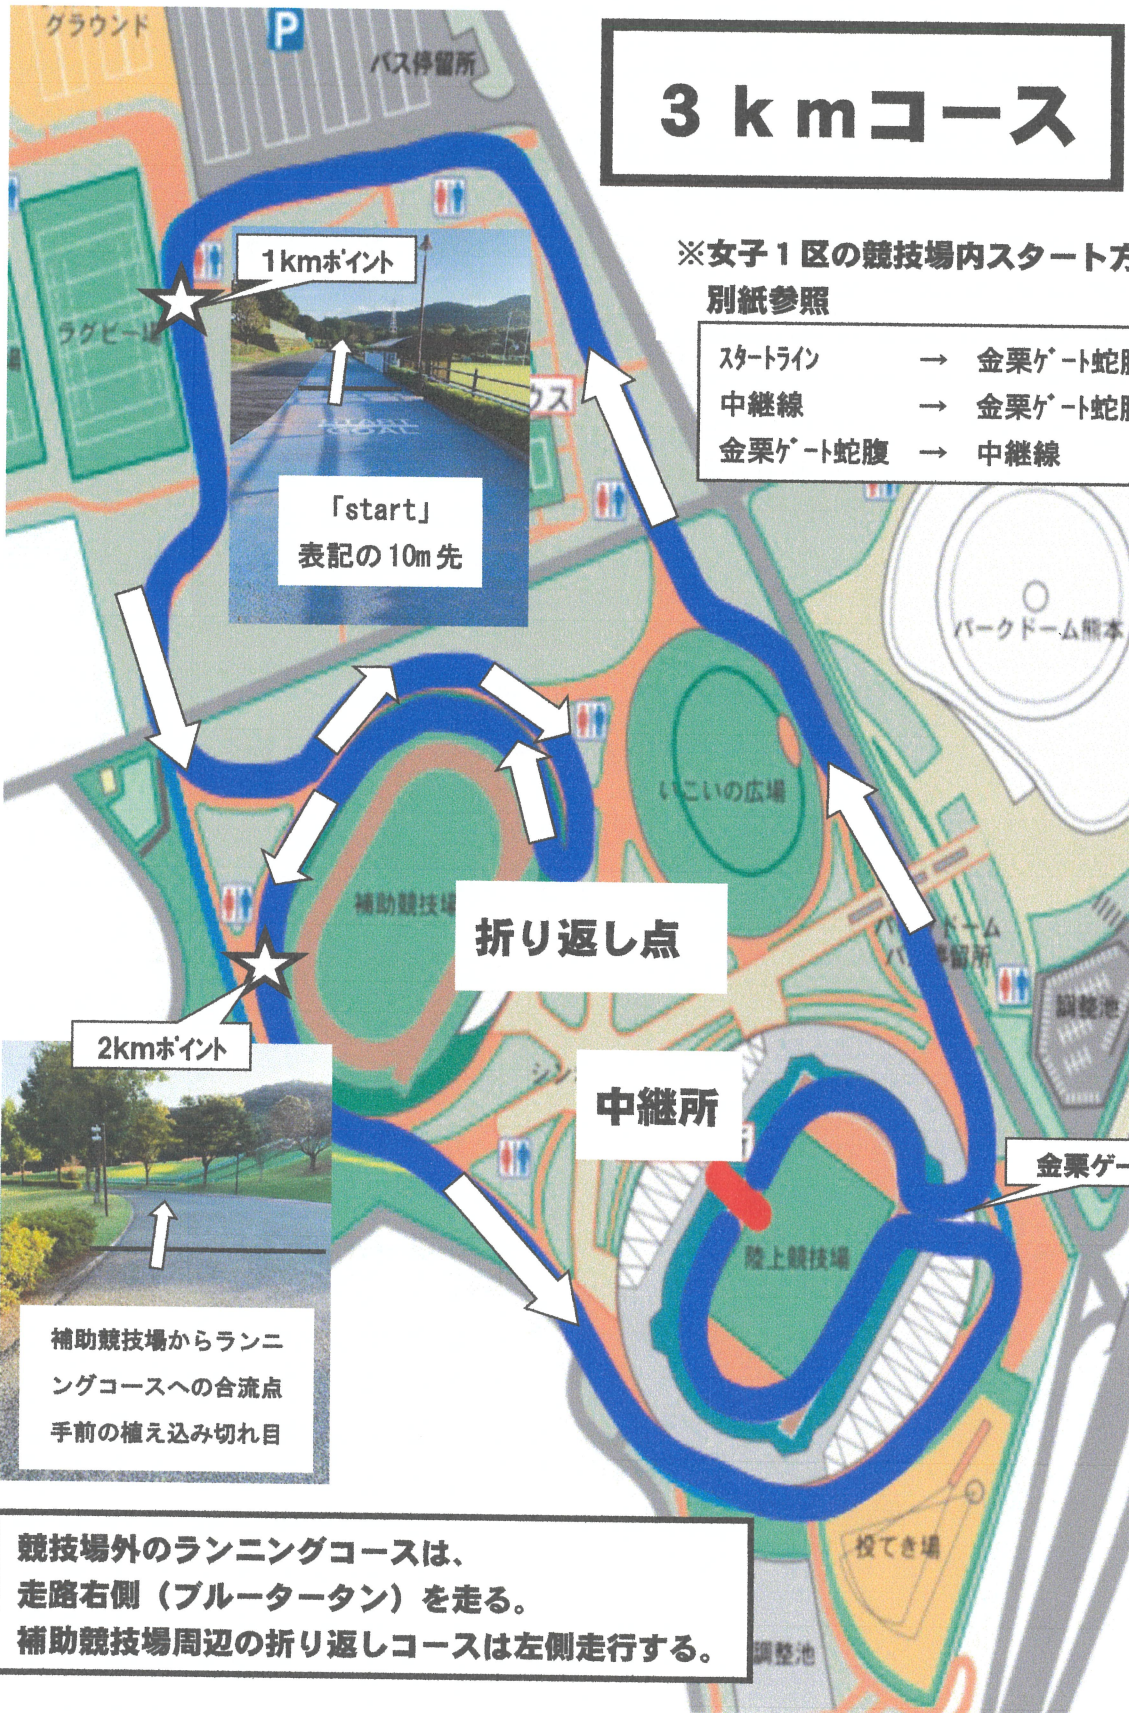 グラウンド
P
バス停留所
3kmコース
※女子1区の競技場内スタート方
別紙参照
1kmポイント
ラグビー場
スタートライン → 金栗ゲート蛇腹
中継線 → 金栗ゲート蛇腹
金栗ゲート蛇腹 → 中継線
ウス
「start」
表記の10m先
パークドーム熊本
いこいの広場
補助競技場
折り返し点
調整池
2kmポイント
中継所
金栗ゲー
陸上競技場
補助競技場からランニ
ングコースへの合流点
手前の植え込み切れ目
投てき場
競技場外のランニングコースは、
走路右側（ブルータータン）を走る。
補助競技場周辺の折り返しコースは左側走行する。
調整池